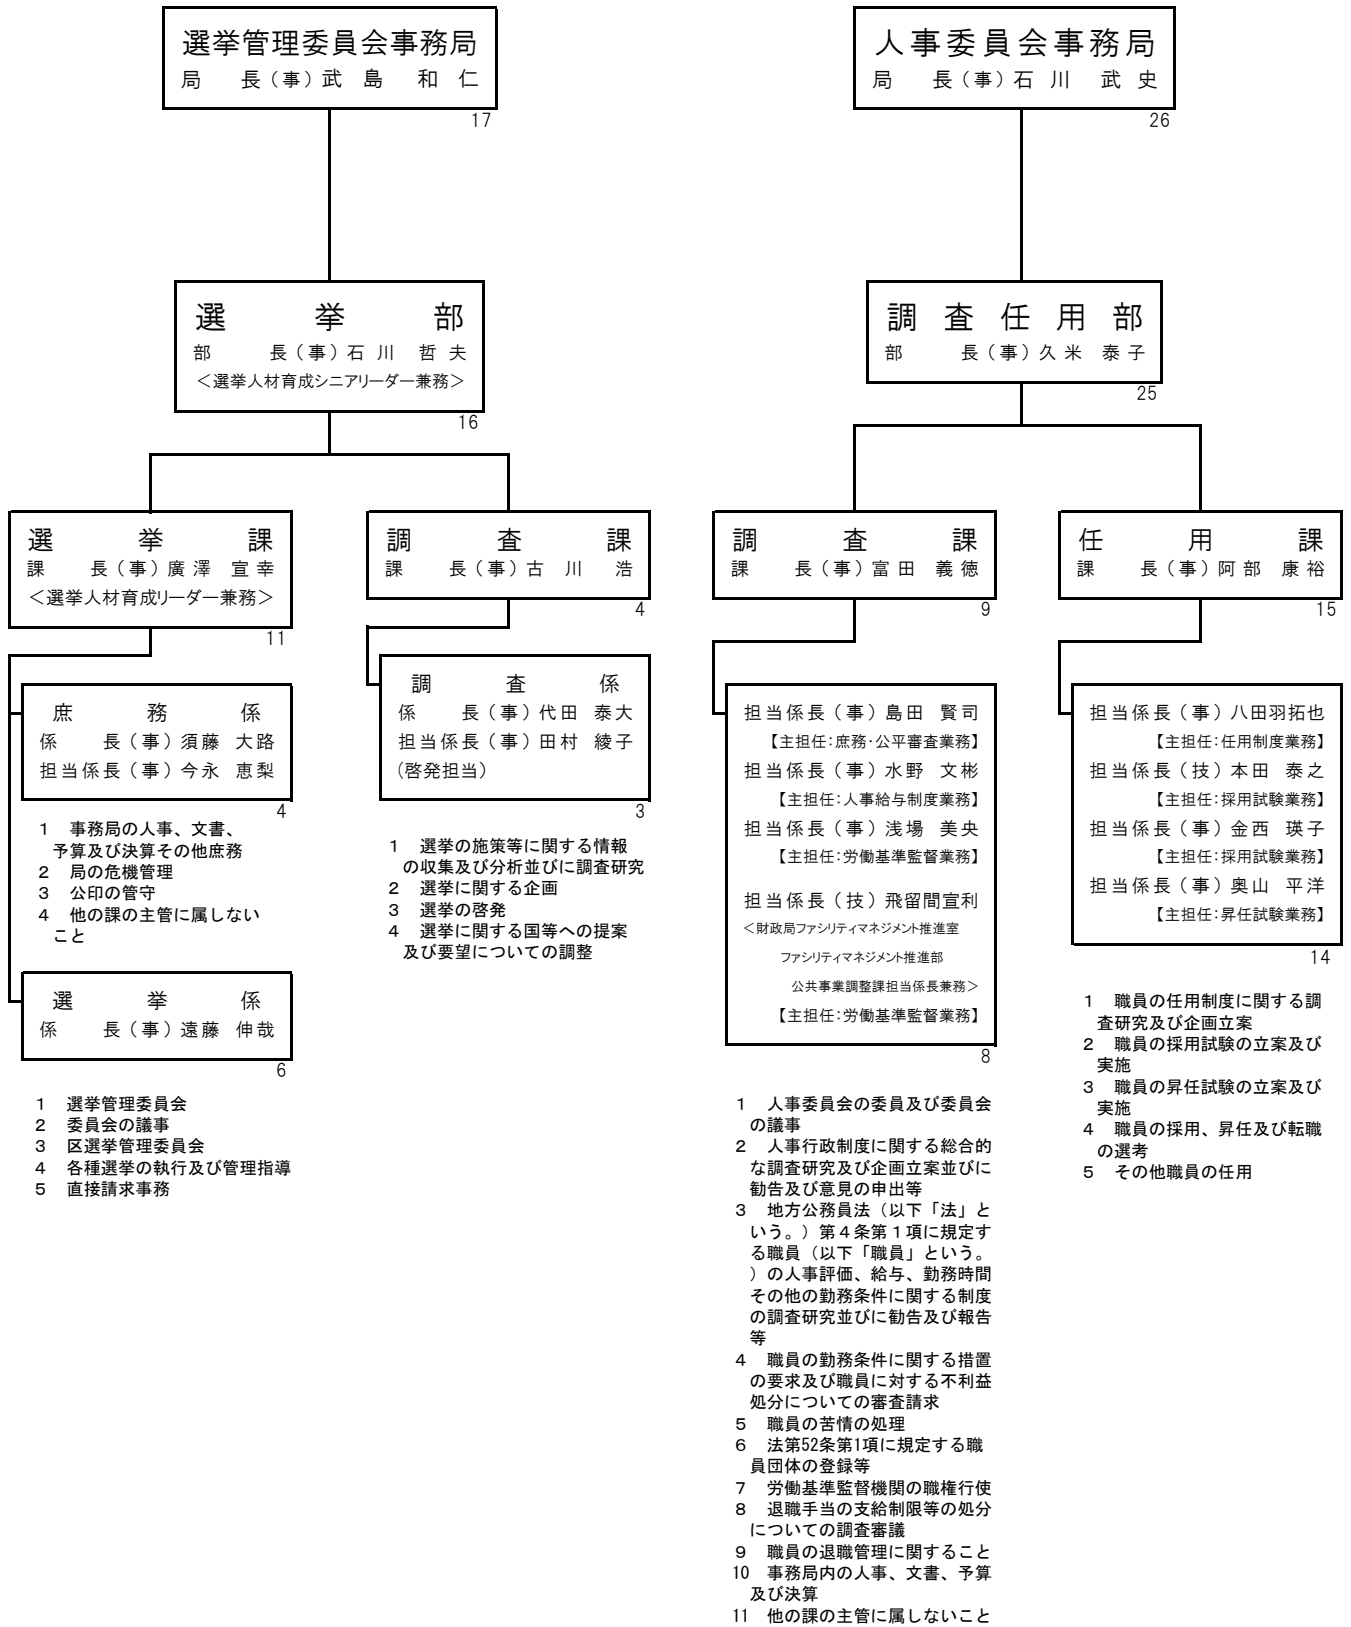 選挙管理委員会事務局
局　長（事）武島　和仁
17
選挙部
部　長（事）石川　哲夫
＜選挙人材育成シニアリーダー兼務＞
16
選挙課
課　長（事）廣澤　宣幸
＜選挙人材育成リーダー兼務＞
11
庶務係
係　長（事）須藤　大路
担当係長（事）今永　恵梨
4
1　事務局の人事、文書、
予算及び決算その他庶務
2　局の危機管理
3　公印の管守
4　他の課の主管に属しない
こと
選挙係
係　長（事）遠藤　伸哉
6
1　選挙管理委員会
2　委員会の議事
3　区選挙管理委員会
4　各種選挙の執行及び管理指導
5　直接請求事務
調査課
課　長（事）古川　浩
4
調査係
係　長（事）代田　泰大
担当係長（事）田村　綾子
（啓発担当）
3
1　選挙の施策等に関する情報
の収集及び分析並びに調査研究
2　選挙に関する企画
3　選挙の啓発
4　選挙に関する国等への提案
及び要望についての調整
人事委員会事務局
局　長（事）石川　武史
26
調査任用部
部　長（事）久米　泰子
25
調査課
課　長（事）富田　義徳
9
担当係長（事）島田　賢司
【主担任：庶務・公平審査業務】
担当係長（事）水野　文彬
【主担任：人事給与制度業務】
担当係長（事）浅場　美央
【主担任：労働基準監督業務】
担当係長（技）飛留間宣利
＜財政局ファシリティマネジメント推進室
ファシリティマネジメント推進部
公共事業調整課担当係長兼務＞
【主担任：労働基準監督業務】
8
1　人事委員会の委員及び委員会
の議事
2　人事行政制度に関する総合的
な調査研究及び企画立案並びに
勧告及び意見の申出等
3　地方公務員法（以下「法」と
いう。）第４条第１項に規定す
る職員（以下「職員」という。
）の人事評価、給与、勤務時間
その他の勤務条件に関する制度
の調査研究並びに勧告及び報告
等
4　職員の勤務条件に関する措置
の要求及び職員に対する不利益
処分についての審査請求
5　職員の苦情の処理
6　法第52条第1項に規定する職
員団体の登録等
7　労働基準監督機関の職権行使
8　退職手当の支給制限等の処分
についての調査審議
9　職員の退職管理に関すること
10　事務局内の人事、文書、予算
及び決算
11　他の課の主管に属しないこと
任用課
課　長（事）阿部　康裕
15
担当係長（事）八田羽拓也
【主担任：任用制度業務】
担当係長（技）本田　泰之
【主担任：採用試験業務】
担当係長（事）金西　瑛子
【主担任：採用試験業務】
担当係長（事）奥山　平洋
【主担任：昇任試験業務】
14
1　職員の任用制度に関する調
査研究及び企画立案
2　職員の採用試験の立案及び
実施
3　職員の昇任試験の立案及び
実施
4　職員の採用、昇任及び転職
の選考
5　その他職員の任用